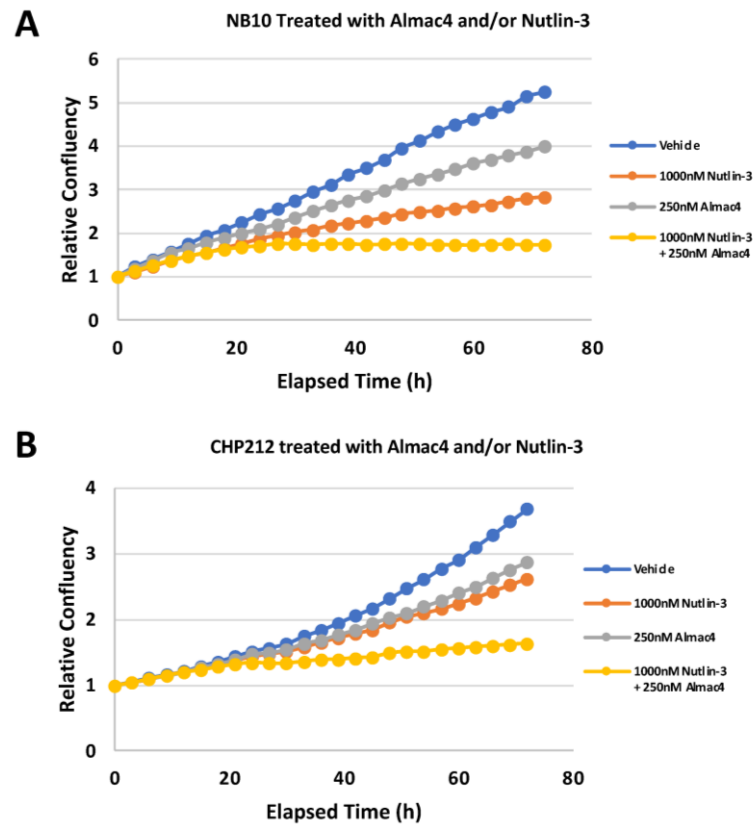 A
NB10 Treated with Almac4 and/or Nutlin-3
6
5
4
3
2
1
0
Relative Confluency
0 20 40 60 80
Elapsed Time (h)
Vehicle
1000nM Nutlin-3
250nM Almac4
1000nM Nutlin-3
+ 250nM Almac4
B
CHP212 treated with Almac4 and/or Nutlin-3
4
3
2
1
0
Relative Confluency
0 20 40 60 80
Elapsed Time (h)
Vehicle
1000nM Nutlin-3
250nM Almac4
1000nM Nutlin-3
+ 250nM Almac4